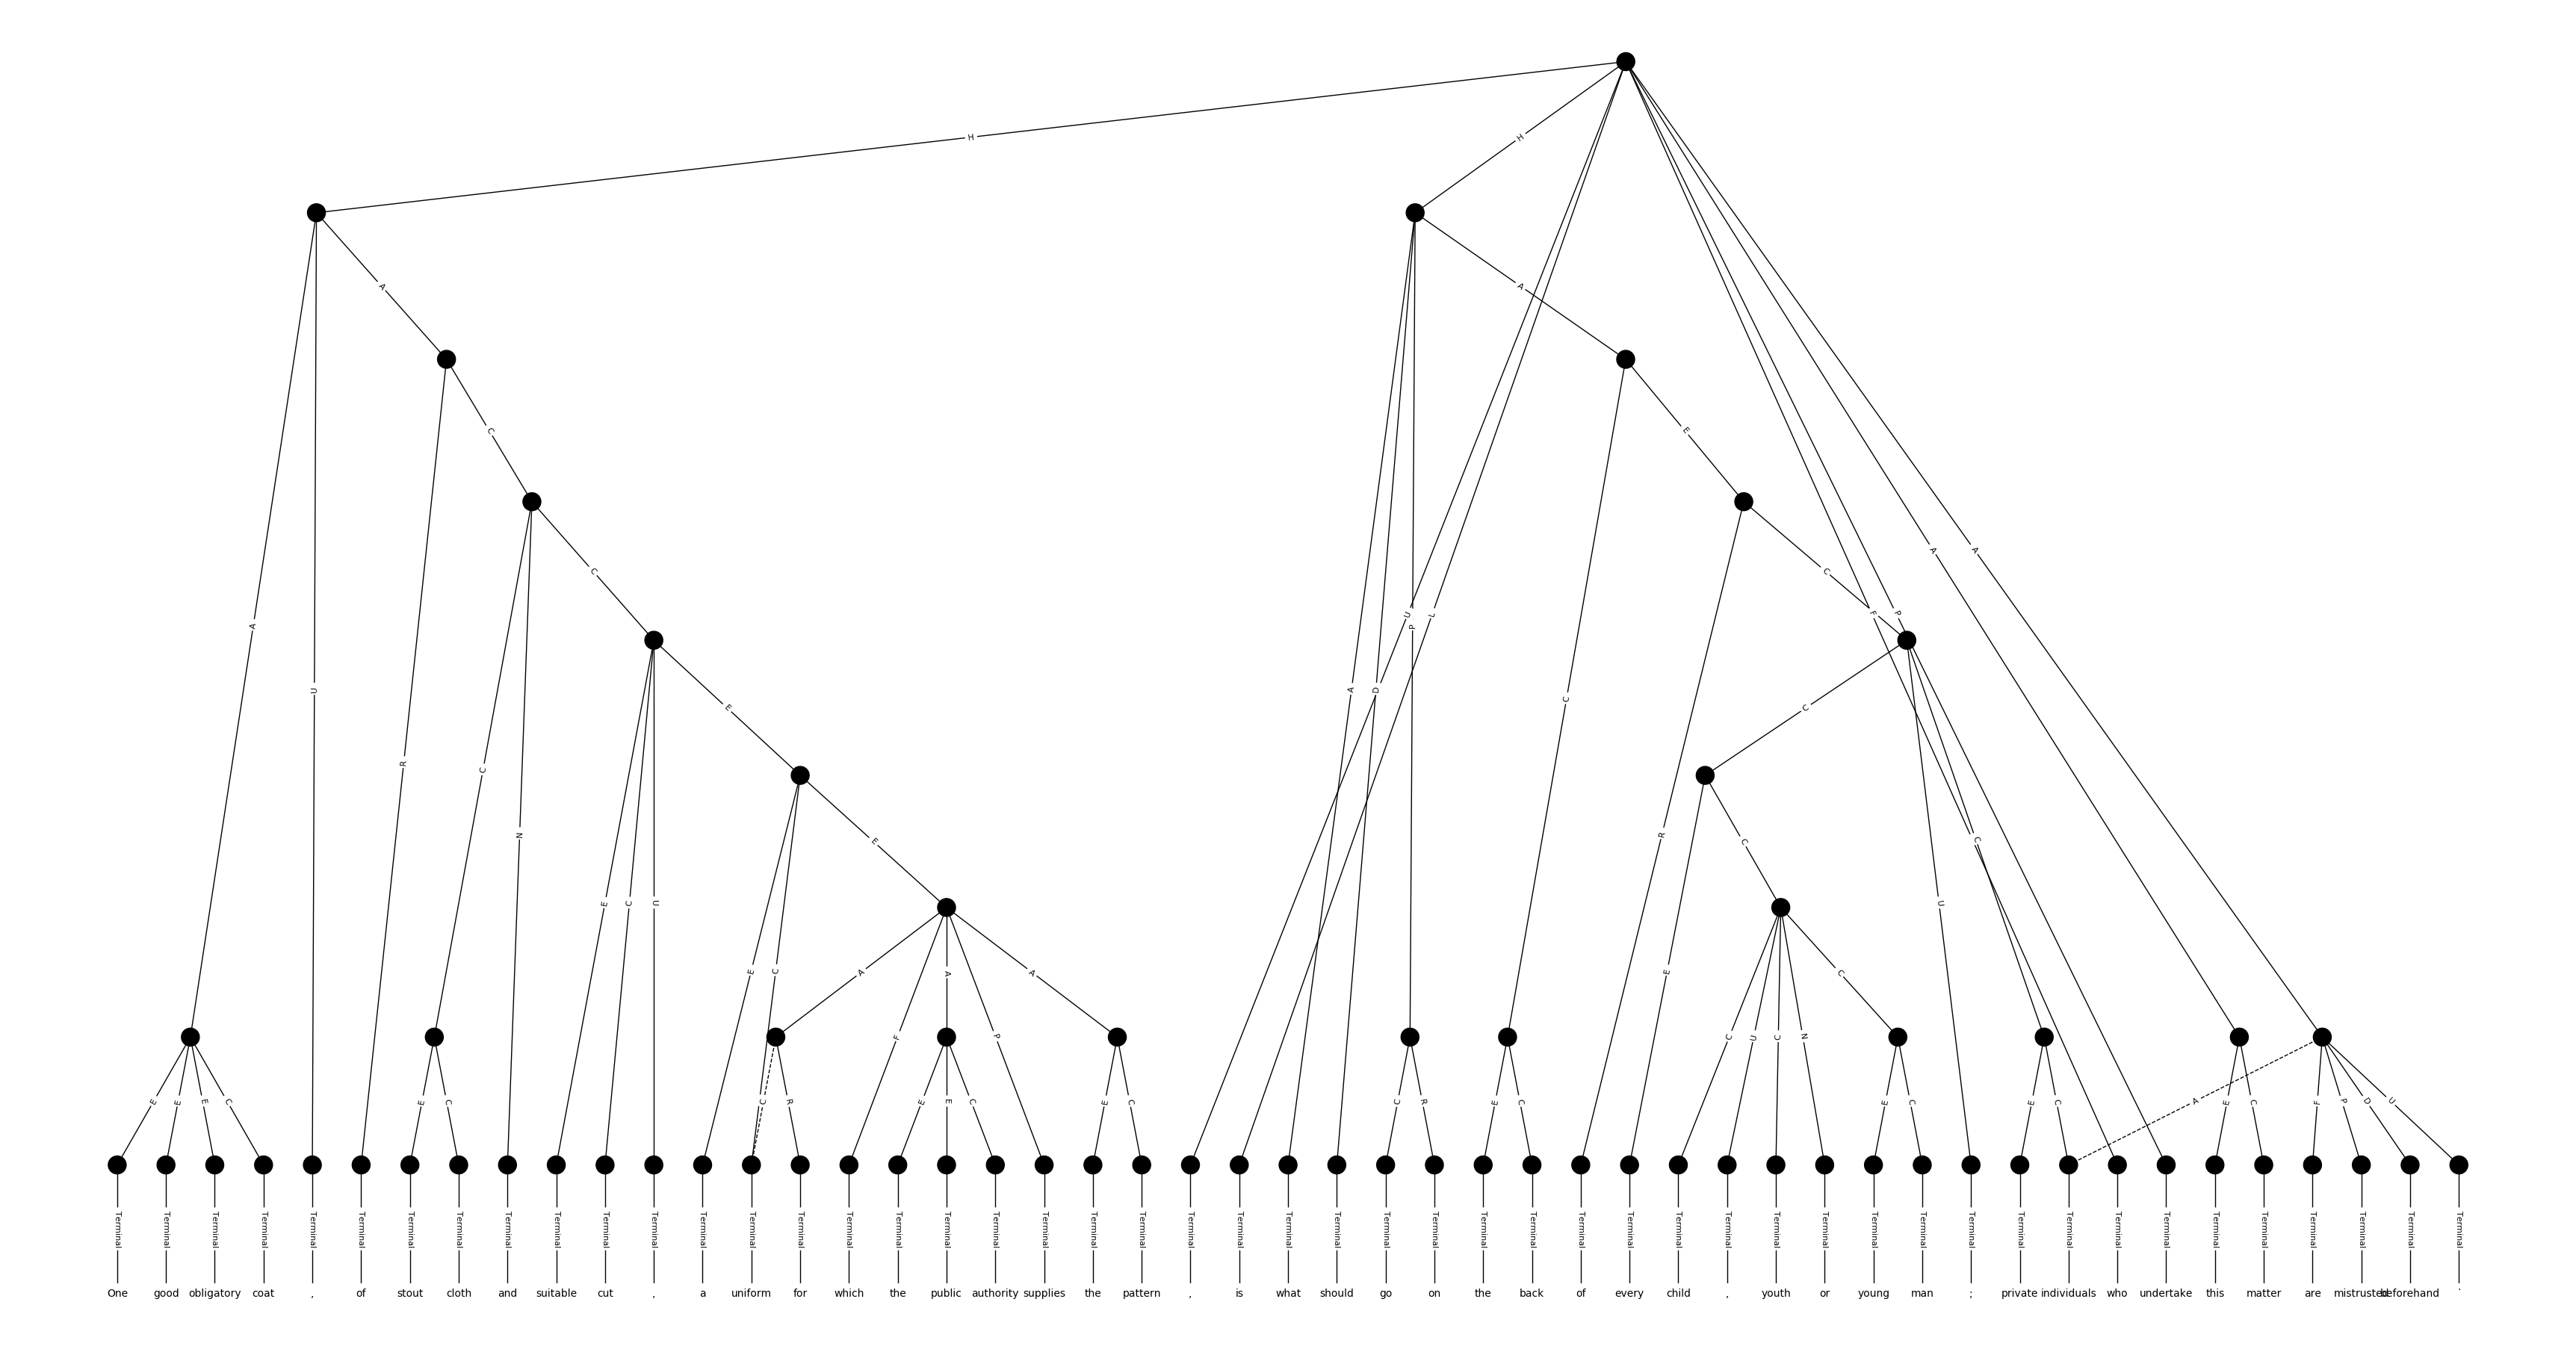 H H
A A
C E
A A
C C
E C
A U U L P F P
A D
R C U C
N E C U E C R C
E A E C C E C
A F A P A C U C N C
E E E C E C C R E E E C C R E C E C E C A E C F P D U
Terminal Terminal Terminal Terminal Terminal Terminal Terminal Terminal Terminal Terminal Terminal Terminal Terminal Terminal Terminal Terminal Terminal Terminal Terminal Terminal Terminal Terminal Terminal Terminal Terminal Terminal Terminal Terminal Terminal Terminal Terminal Terminal Terminal Terminal Terminal Terminal Terminal Terminal Terminal Terminal Terminal Terminal Terminal Terminal Terminal Terminal Terminal Terminal Terminal
One good obligatory coat , of stout cloth and suitable cut , a uniform for which the public authority supplies the pattern , is what should go on the back of every child , youth or young man ; private individuals who undertake this matter are mistrusted beforehand .